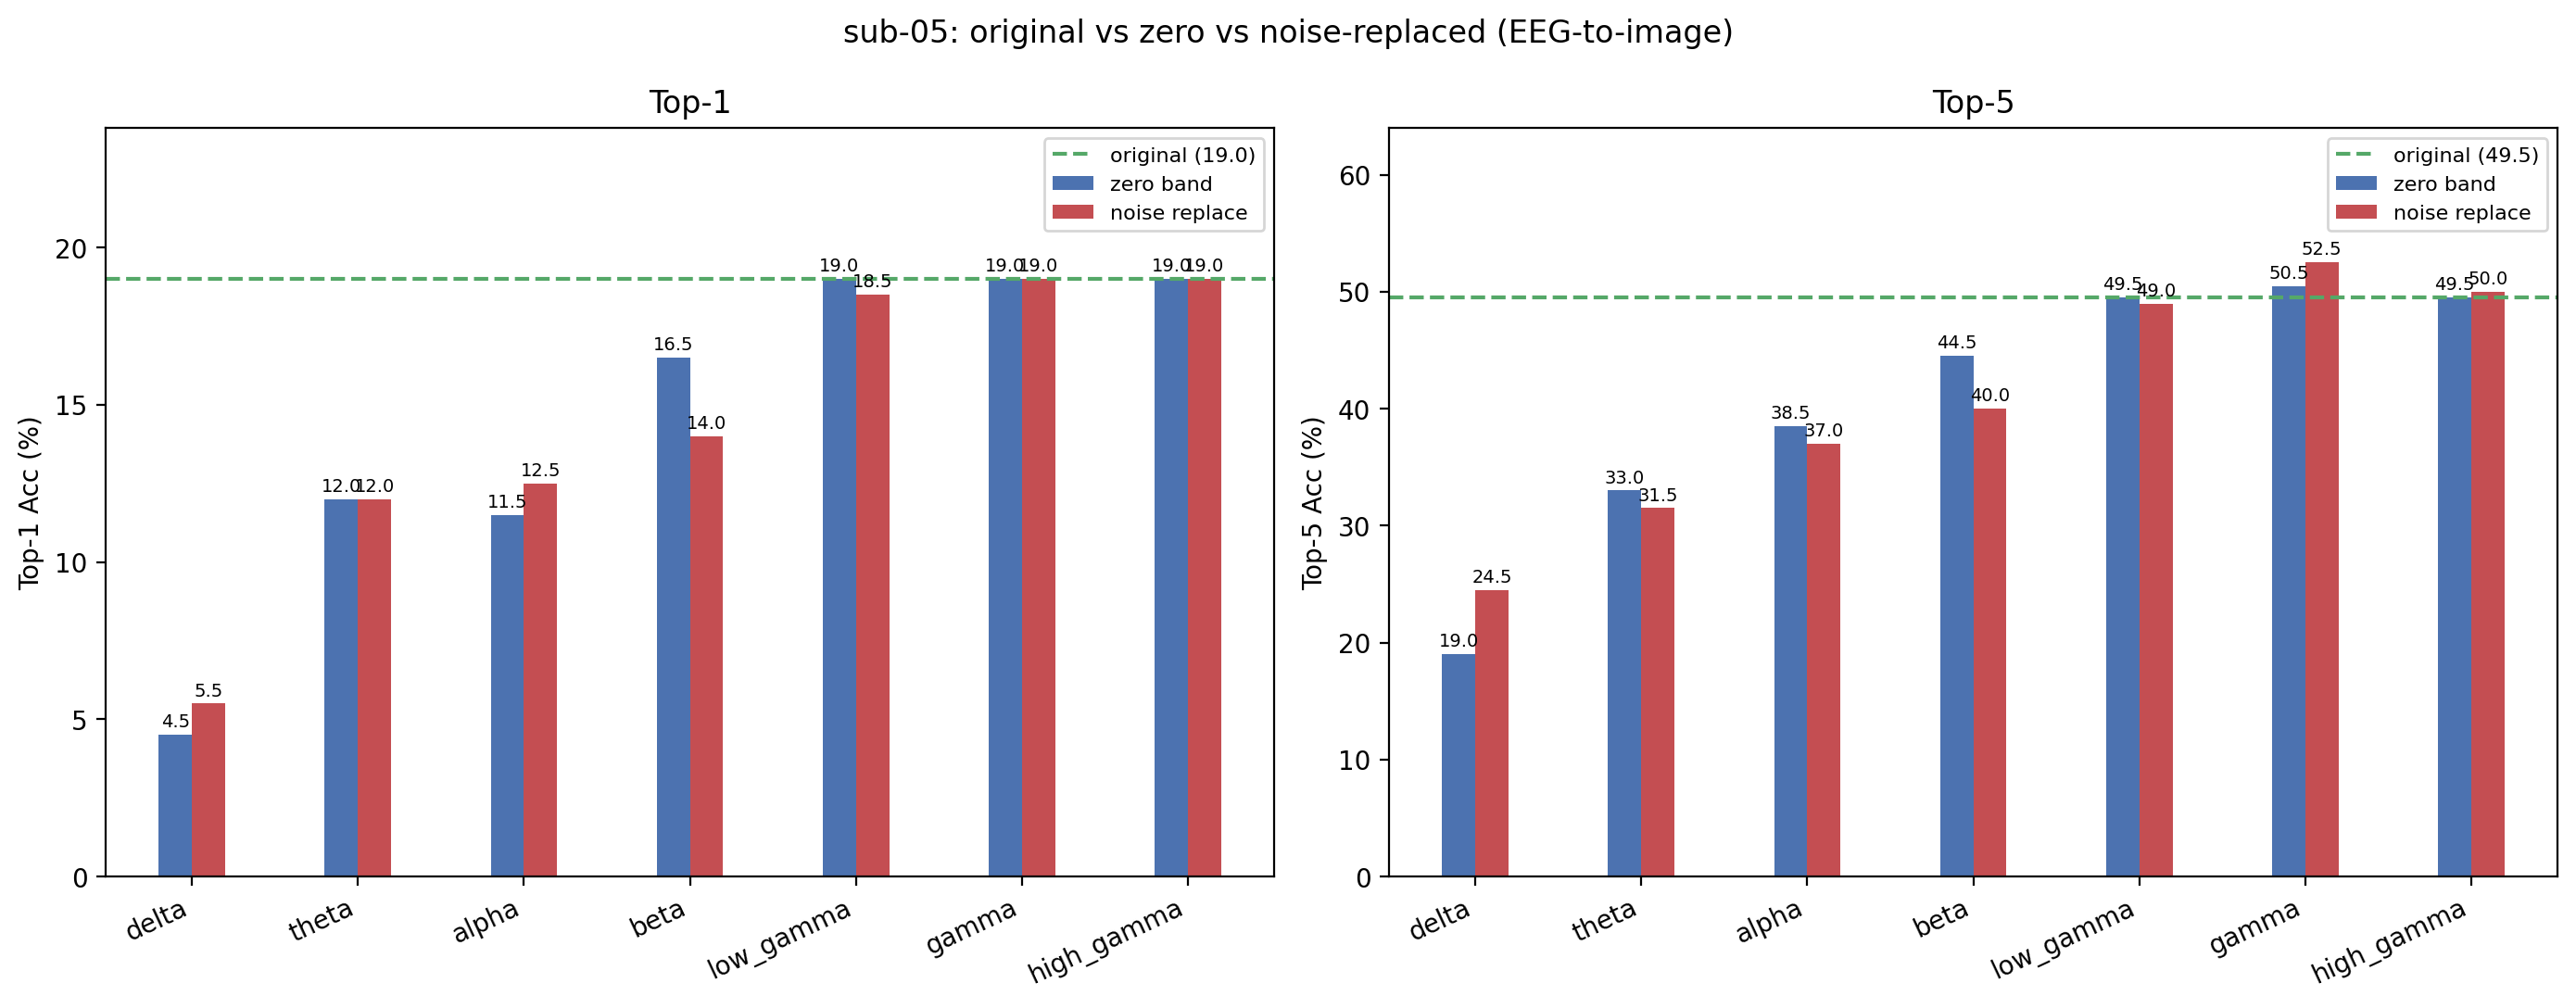 sub-05: original vs zero vs noise-replaced (EEG-to-image)
Top-1
original (19.0)
zero band
noise replace
Top-1 Acc (%)
20
15
10
5
0
4.5
5.5
12.0
12.0
11.5
12.5
16.5
14.0
19.0
18.5
19.0
19.0
19.0
19.0
delta
theta
alpha
beta
low_gamma
gamma
high_gamma
Top-5
original (49.5)
zero band
noise replace
Top-5 Acc (%)
60
50
40
30
20
10
0
19.0
24.5
33.0
31.5
38.5
37.0
44.5
40.0
49.5
49.0
50.5
52.5
49.5
50.0
delta
theta
alpha
beta
low_gamma
gamma
high_gamma